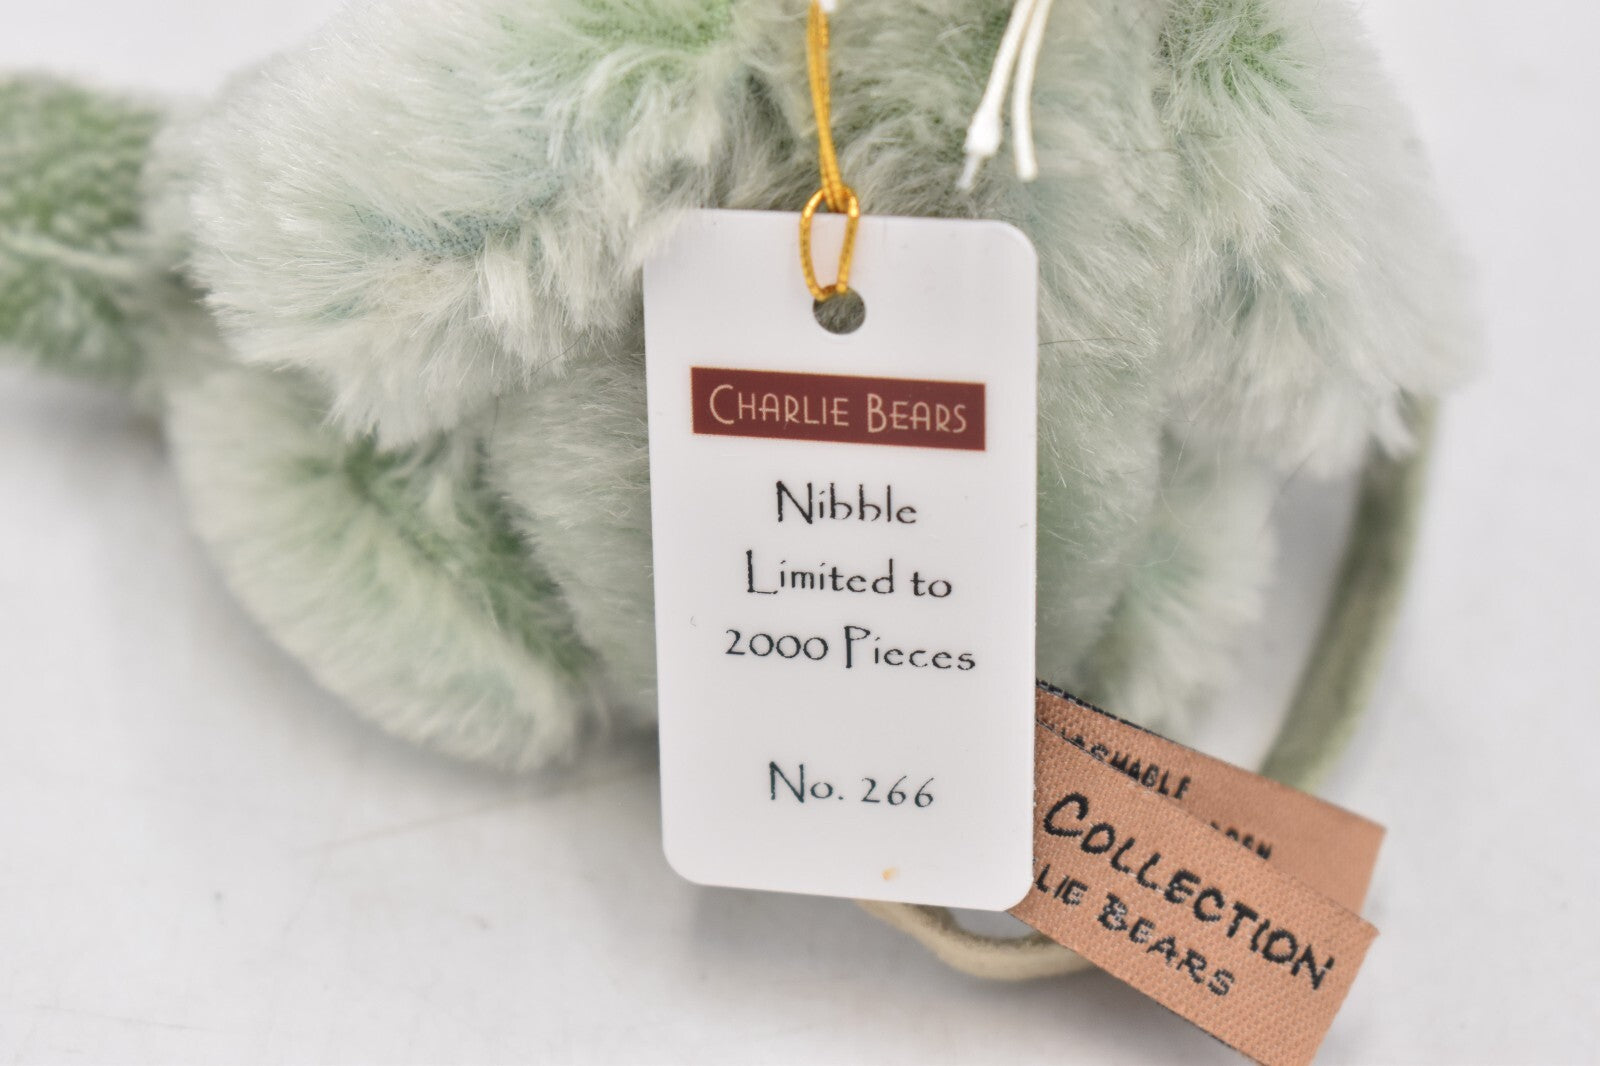 CHARLIE BEARS
Nibble
Limited to
2000 Pieces
No. 266
COLLECTION
LIE BEARS